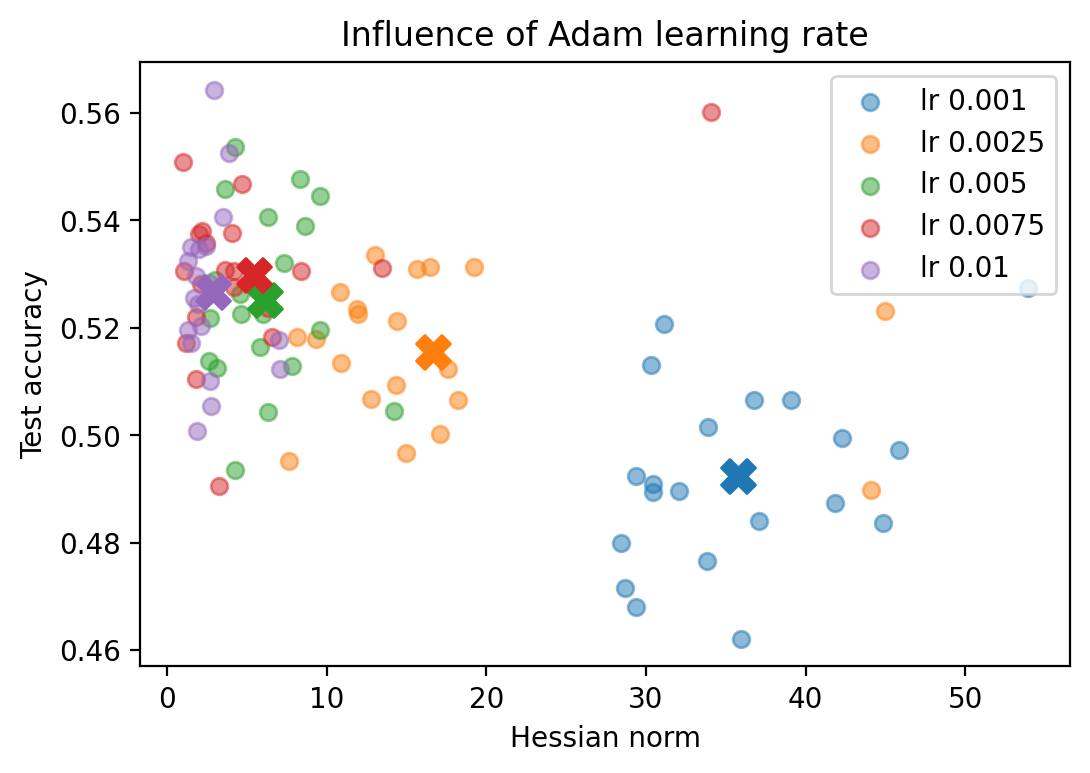 Influence of Adam learning rate
lr 0.001
lr 0.0025
lr 0.005
lr 0.0075
lr 0.01
0.56
0.54
0.52
0.50
0.48
0.46
Test accuracy
0 10 20 30 40 50
Hessian norm